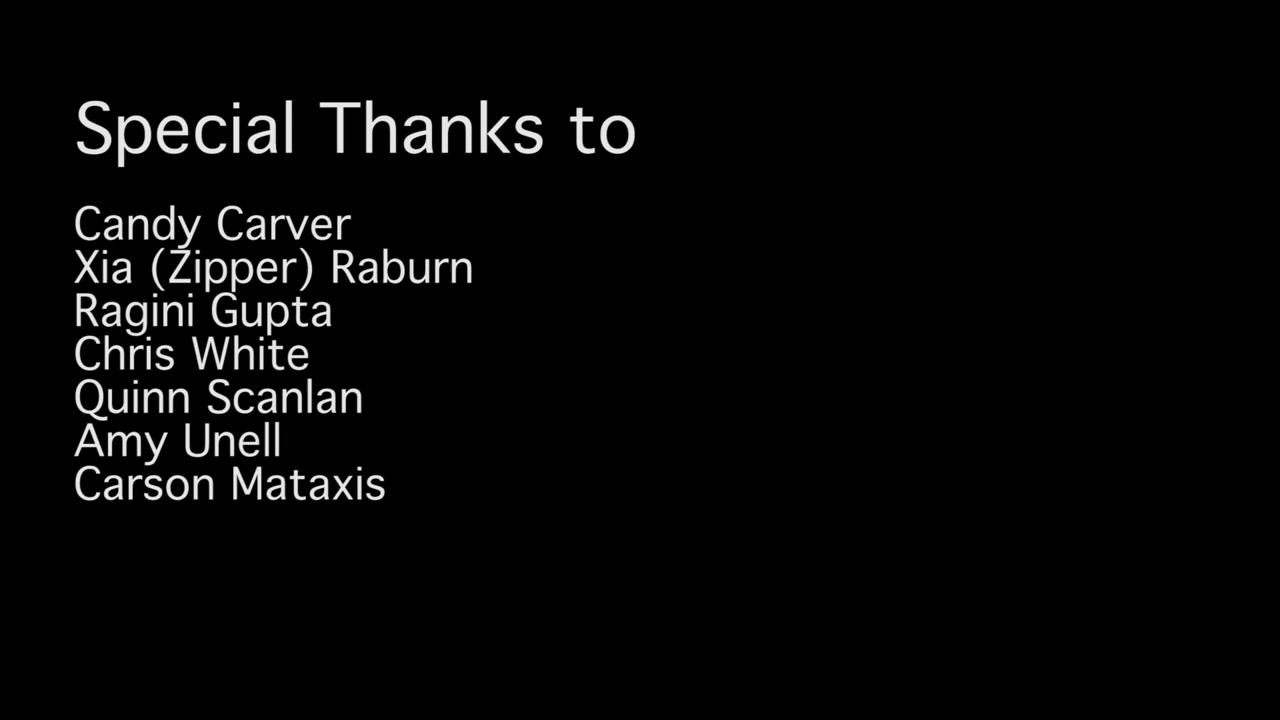 Special Thanks to
Candy Carver
Xia (Zipper) Raburn
Ragini Gupta
Chris White
Quinn Scanlan
Amy Unell
Carson Mataxis